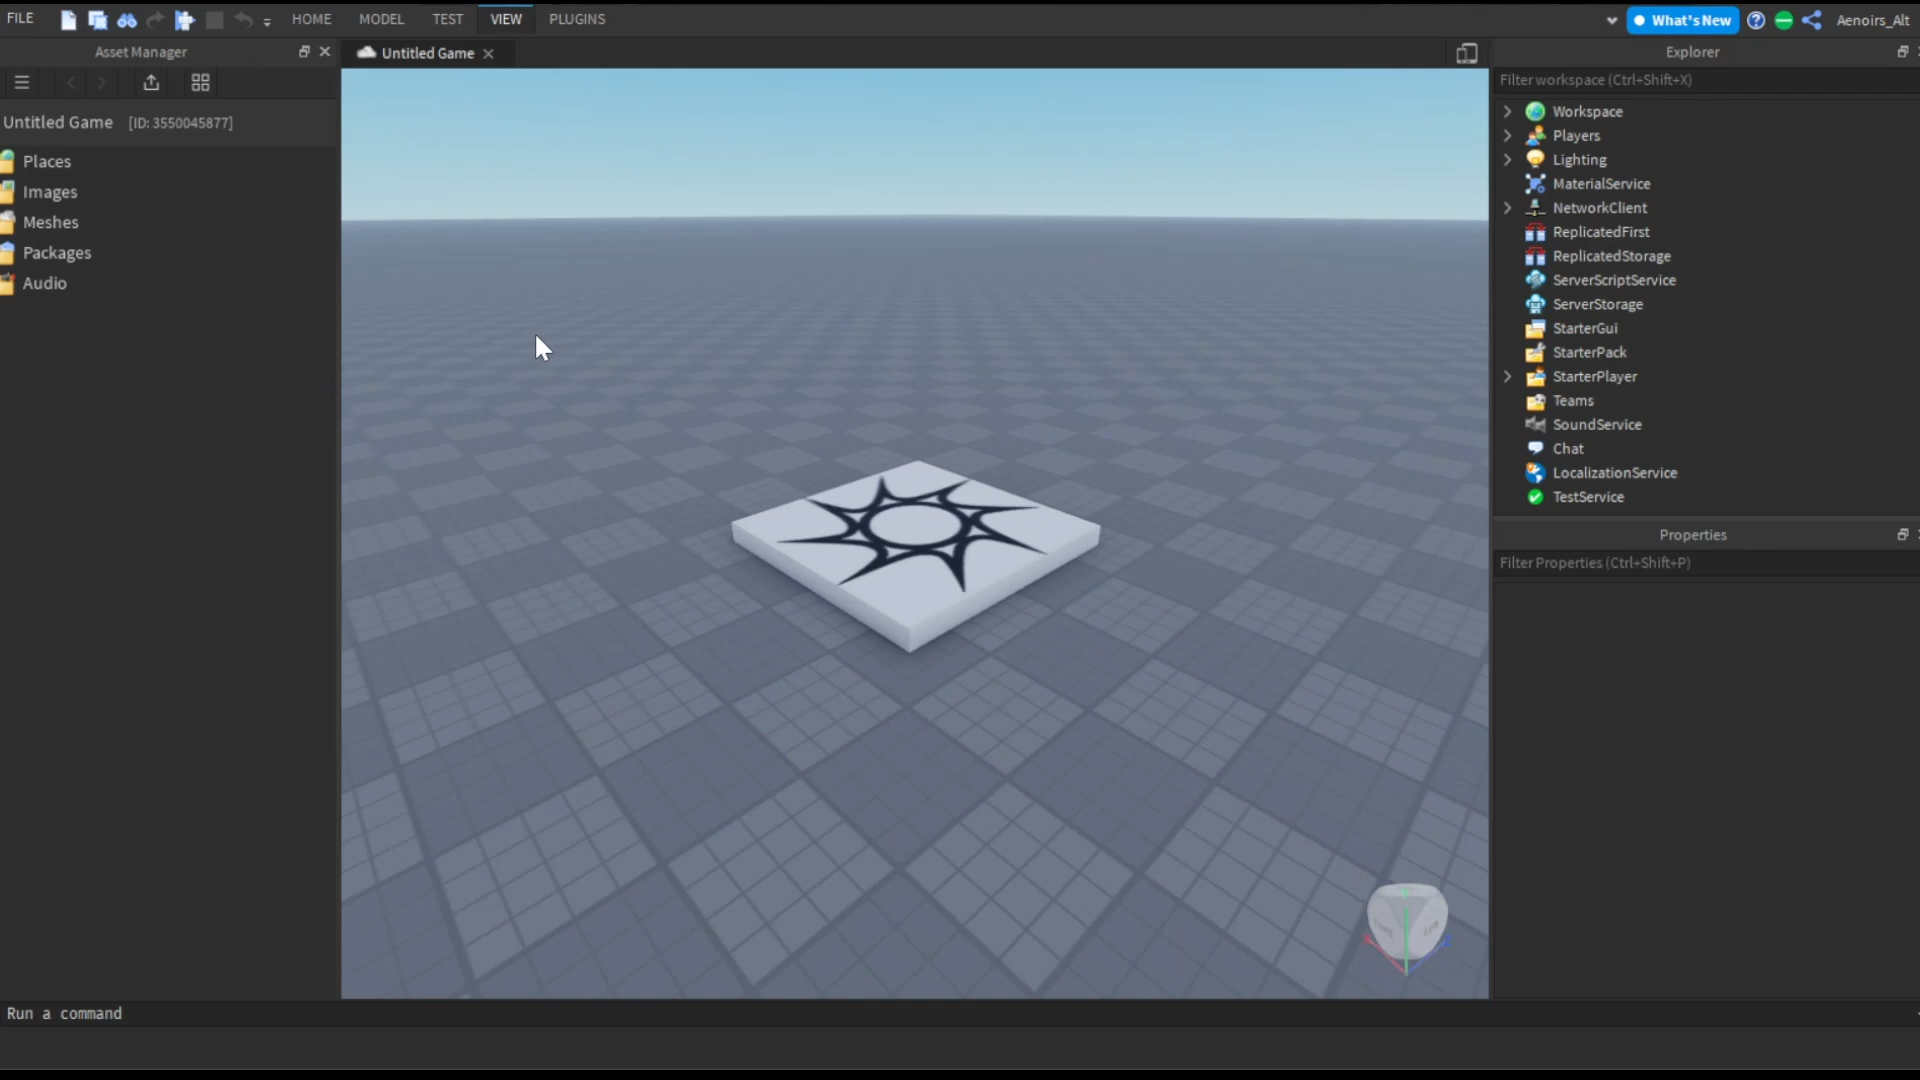 FILE HOME MODEL TEST VIEW PLUGINS What's New Aenoirs_Alt
Asset Manager
Untitled Game
Explorer
Filter workspace (Ctrl+Shift+X)
Untitled Game [ID: 3550045877]
Places
Images
Meshes
Packages
Audio
Workspace
Players
Lighting
MaterialService
NetworkClient
ReplicatedFirst
ReplicatedStorage
ServerScriptService
ServerStorage
StarterGui
StarterPack
StarterPlayer
Teams
SoundService
Chat
LocalizationService
TestService
Properties
Filter Properties (Ctrl+Shift+P)
Front Left
Run a command